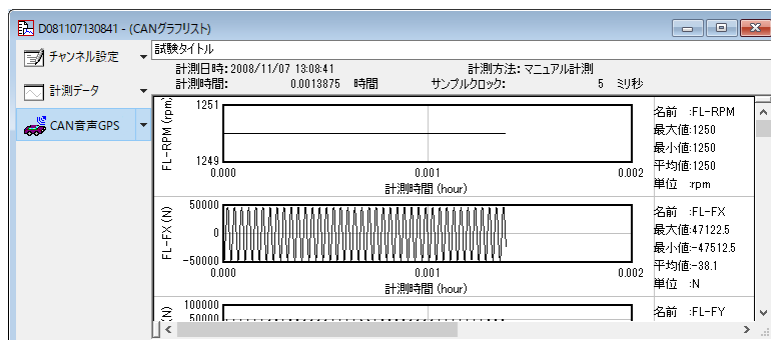 D081107130841 - (CANグラフリスト)
チャンネル設定
計測データ
CAN音声GPS
試験タイトル
計測日時: 2008/11/07 13:08:41 計測方法: マニュアル計測
計測時間: 0.0013875 時間 サンプルクロック: 5 ミリ秒
FL-RPM (rpm)
1251
1249
0.000 0.001 0.002
計測時間 (hour)
名前 :FL-RPM
最大値:1250
最小値:1250
平均値:1250
単位 :rpm
FL-FX (N)
50000
0
-50000
0.000 0.001 0.002
計測時間 (hour)
名前 :FL-FX
最大値:47122.5
最小値:-47512.5
平均値:-38.1
単位 :N
(N)
100000
50000
名前 :FL-FY